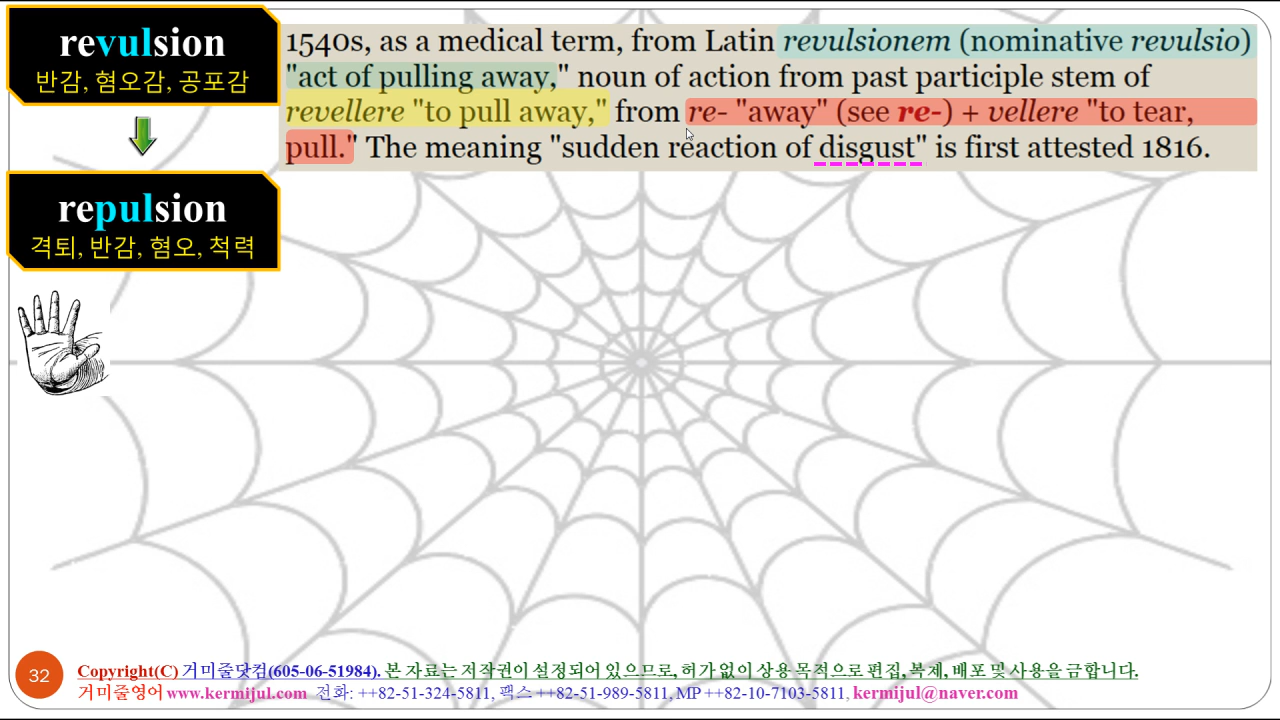 revulsion
반감, 혐오감, 공포감
repulsion
격퇴, 반감, 혐오, 척력
1540s, as a medical term, from Latin revulsionem (nominative revulsio)
"act of pulling away," noun of action from past participle stem of
revellere "to pull away," from re- "away" (see re-) + vellere "to tear,
pull." The meaning "sudden reaction of disgust" is first attested 1816.
32
Copyright(C) 거미줄닷컴(605-06-51984). 본 자료는 저작권이 설정되어 있으므로, 허가 없이 상용 목적으로 편집, 복제, 배포 및 사용을 금합니다.
거미줄영어 www.kermijul.com 전화: ++82-51-324-5811, 팩스 ++82-51-989-5811, MP ++82-10-7103-5811, kermijul@naver.com